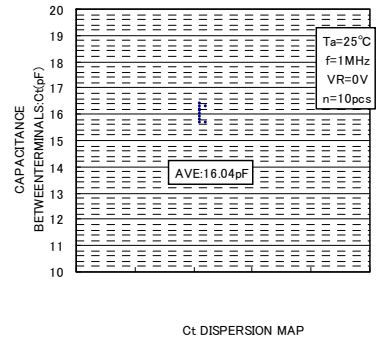 CAPACITANCE
BETWEENTERMINALS:Ct(pF)
20
19
18
17
16
15
14
13
12
11
10
Ta=25°C
f=1MHz
VR=0V
n=10pcs
AVE:16.04pF
Ct DISPERSION MAP